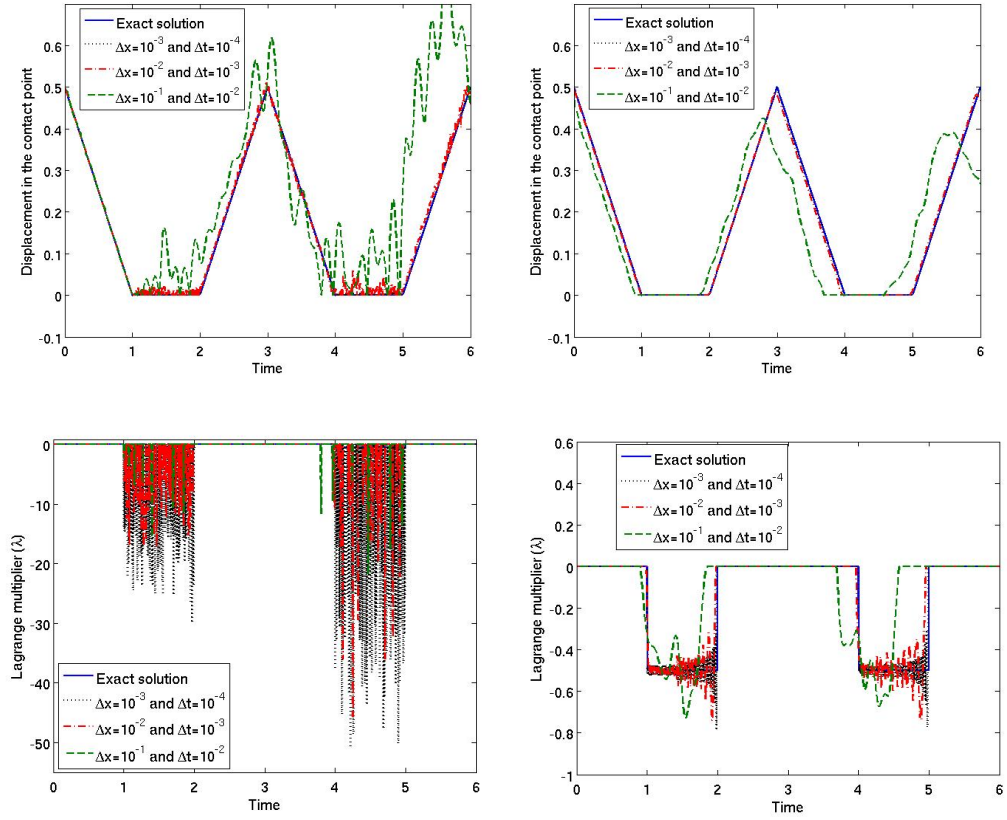 Displacement in the contact point
0.6
0.5
0.4
0.3
0.2
0.1
0
-0.1
Exact solution
Δx=10⁻³ and Δt=10⁻⁴
Δx=10⁻² and Δt=10⁻³
Δx=10⁻¹ and Δt=10⁻²
0 1 2 3 4 5 6
Time
Displacement in the contact point
0.6
0.5
0.4
0.3
0.2
0.1
0
-0.1
Exact solution
Δx=10⁻³ and Δt=10⁻⁴
Δx=10⁻² and Δt=10⁻³
Δx=10⁻¹ and Δt=10⁻²
0 1 2 3 4 5 6
Time
Lagrange multiplier (λ)
0
-10
-20
-30
-40
-50
Exact solution
Δx=10⁻³ and Δt=10⁻⁴
Δx=10⁻² and Δt=10⁻³
Δx=10⁻¹ and Δt=10⁻²
0 1 2 3 4 5 6
Time
Lagrange multiplier (λ)
0.6
0.4
0.2
0
-0.2
-0.4
-0.6
-0.8
-1
Exact solution
Δx=10⁻³ and Δt=10⁻⁴
Δx=10⁻² and Δt=10⁻³
Δx=10⁻¹ and Δt=10⁻²
0 1 2 3 4 5 6
Time